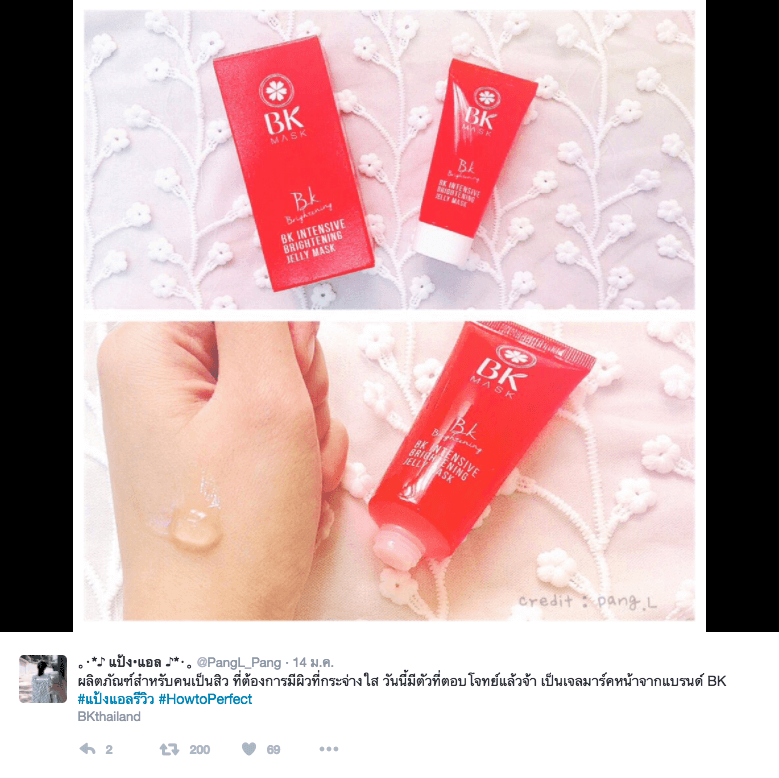 BK
MASK
B.k
Brightening
BK INTENSIVE
BRIGHTENING
JELLY MASK
BK
MASK
B.k
Brightening
BK INTENSIVE
BRIGHTENING
JELLY MASK
BK
MASK
B.k
Brightening
BK INTENSIVE
BRIGHTENING
JELLY MASK
credit : pang.L
｡･*♪ แป้ง•แอล ♪*･｡ @PangL_Pang · 14 ม.ค.
ผลิตภัณฑ์สำหรับคนเป็นสิว ที่ต้องการมีผิวที่กระจ่างใส วันนี้มีตัวที่ตอบโจทย์แล้วจ้า เป็นเจลมาร์คหน้าจากแบรนด์ BK
#แป้งแอลรีวิว #HowtoPerfect
BKthailand
2 200 69